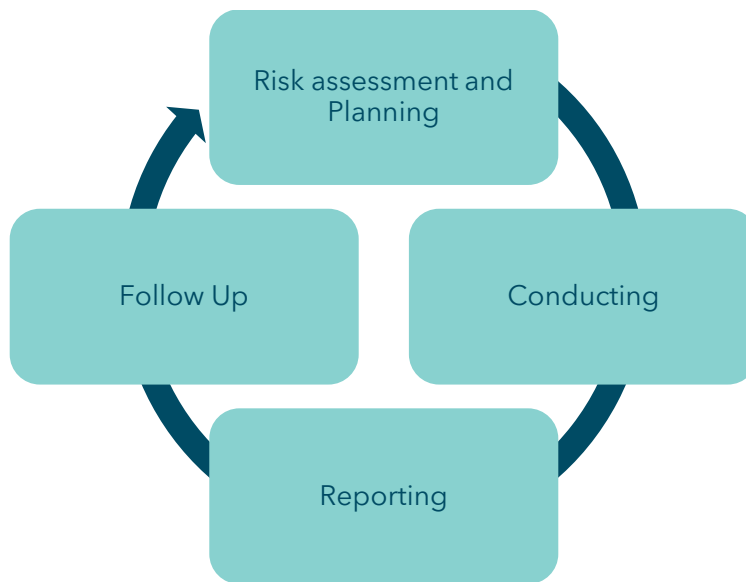 Risk assessment and
Planning
Conducting
Reporting
Follow Up